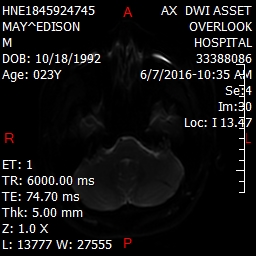 HNE1845924745
MAY^EDISON
M
DOB: 10/18/1992
Age: 023Y
A
AX DWI ASSET
OVERLOOK
HOSPITAL
33388086
6/7/2016-10:35 AM
Se:4
Im:30
Loc: I 13.47
R
L
ET: 1
TR: 6000.00 ms
TE: 74.70 ms
Thk: 5.00 mm
Z: 1.0 X
L: 13777 W: 27555
P